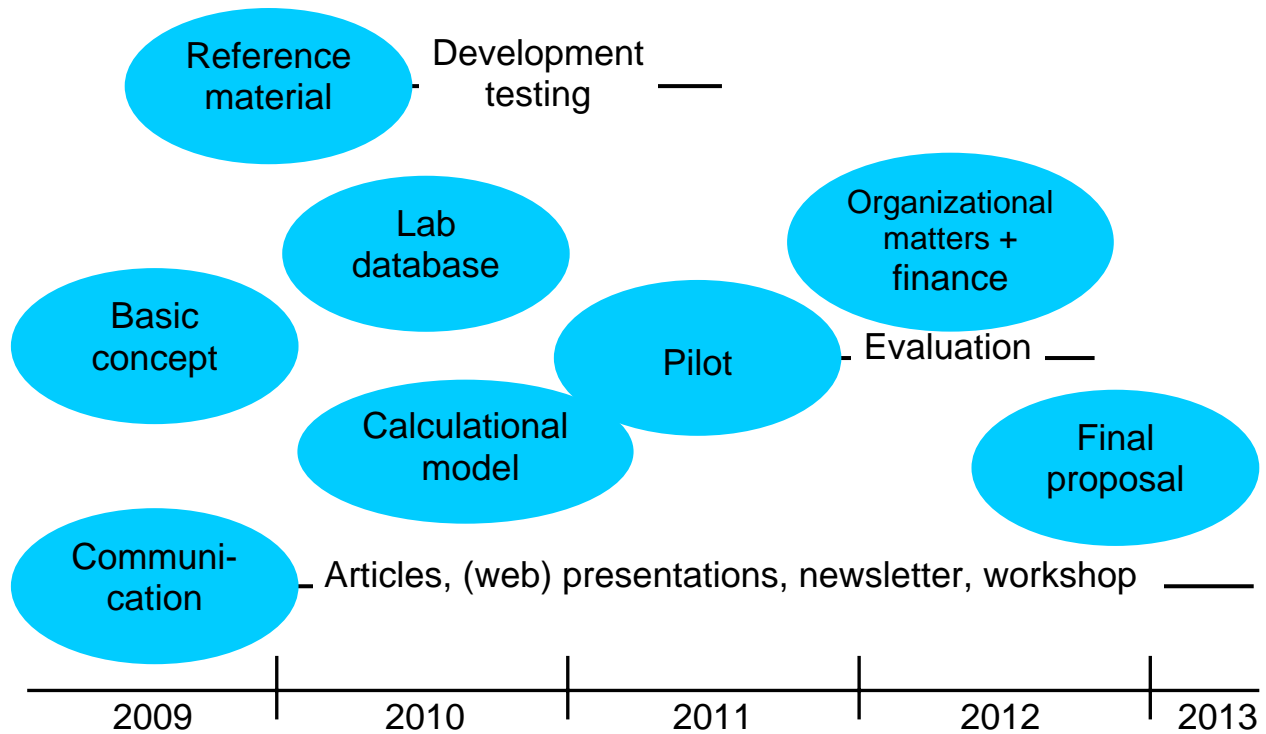 Reference
material
Development
testing
Lab
database
Organizational
matters +
finance
Basic
concept
Pilot
Evaluation
Calculational
model
Final
proposal
Communi-
cation
Articles, (web) presentations, newsletter, workshop
2009
2010
2011
2012
2013